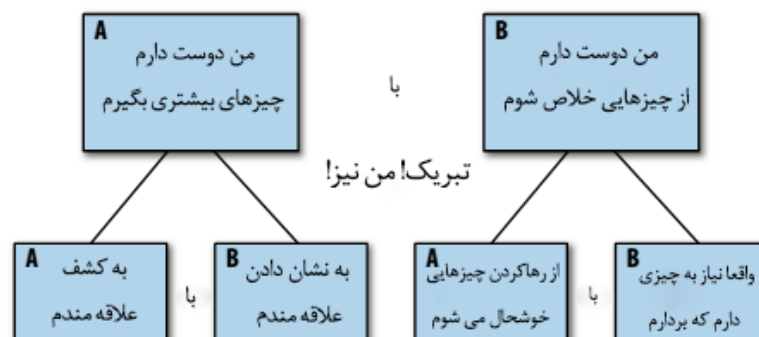 A
من دوست دارم
چیزهای بیشتری بگیرم
با
B
من دوست دارم
از چیزهایی خلاص شوم
تبریک! من نیز!
A
به کشف
علاقه مندم
با
B
به نشان دادن
علاقه مندم
A
از رهاکردن چیزهایی
خوشحال می شوم
با
B
واقعا نیاز به چیزی
دارم که بردارم